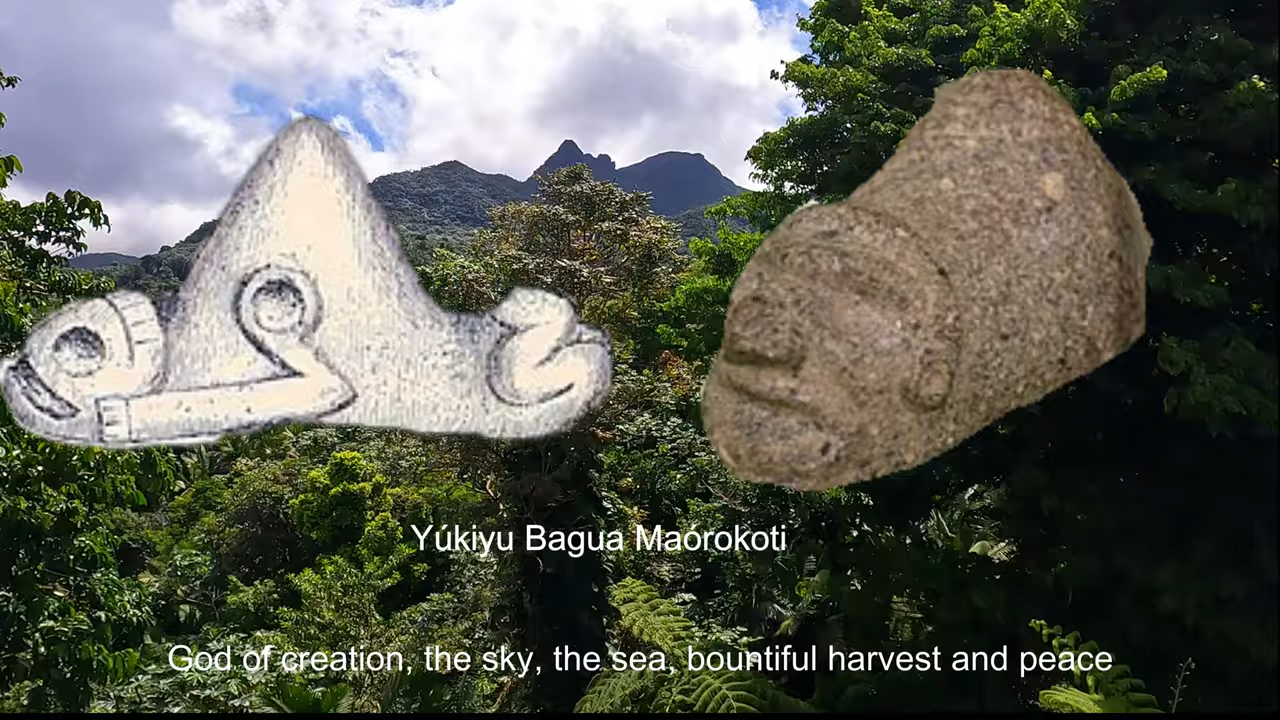 Yúkiyu Bagua Maórokoti
God of creation, the sky, the sea, bountiful harvest and peace